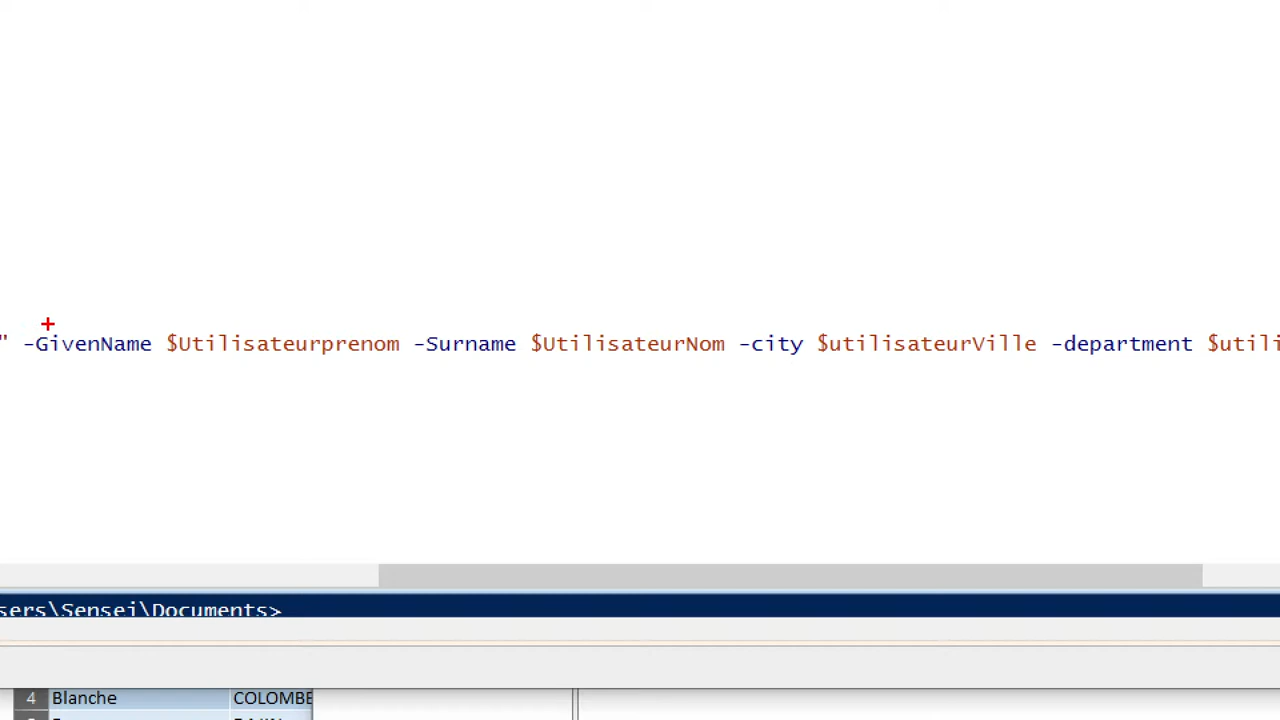 " -GivenName $Utilisateurprenom -Surname $UtilisateurNom -city $utilisateurVille -department $utili
sers\Sensei\Documents>
4 Blanche COLOMBE